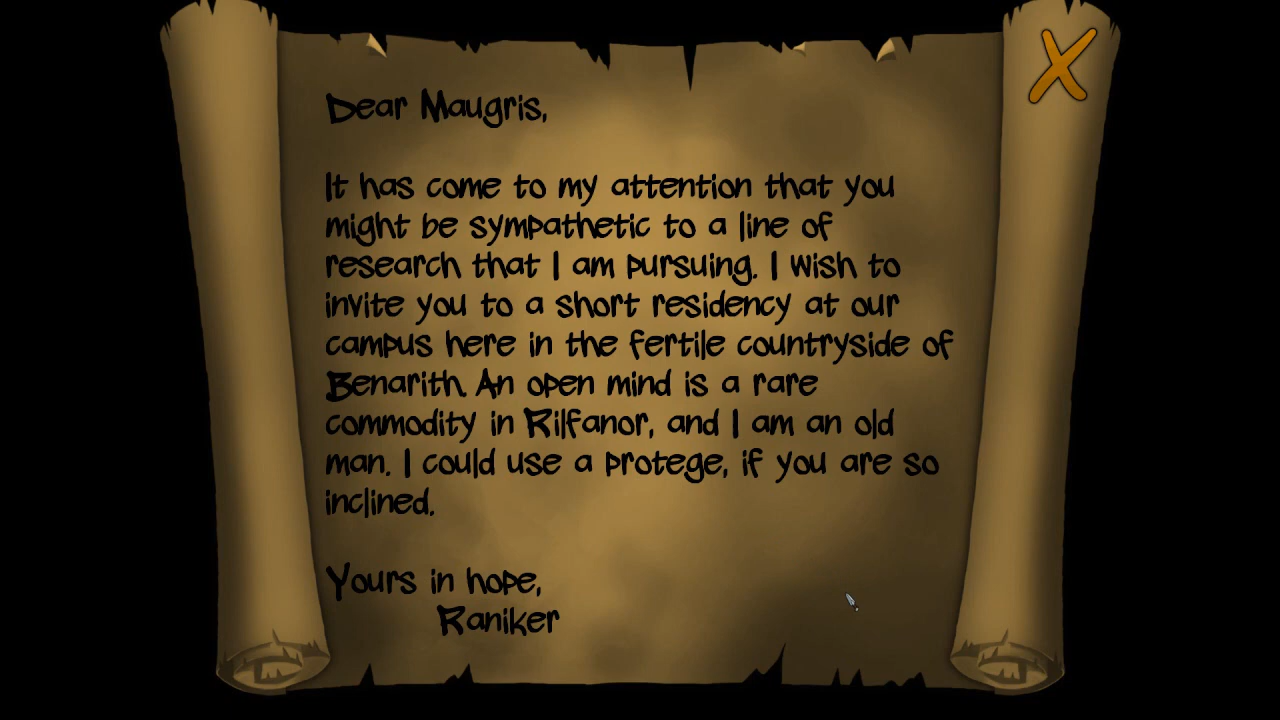 Dear Maugris,
It has come to my attention that you
might be sympathetic to a line of
research that I am pursuing. I wish to
invite you to a short residency at our
campus here in the fertile countryside of
Benarith. An open mind is a rare
commodity in Rilfanor, and I am an old
man. I could use a protege, if you are so
inclined.
Yours in hope,
Raniker